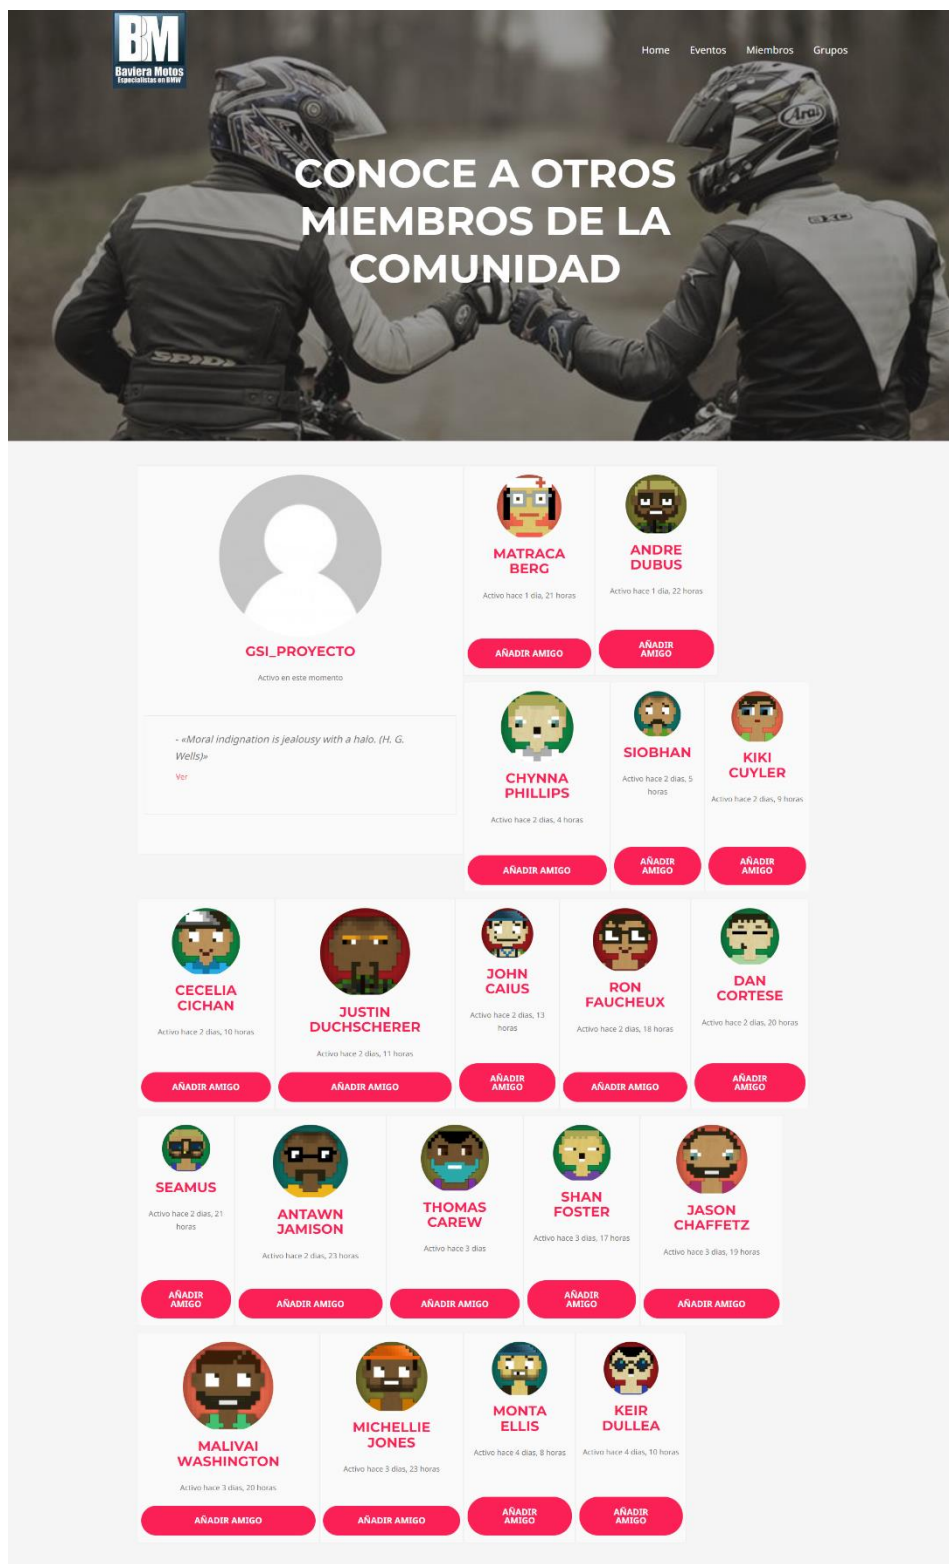 BM
Baviera Motos
Especialistas en BMW
Home Eventos Miembros Grupos
Arai
CONOCE A OTROS
MIEMBROS DE LA
COMUNIDAD
AXO
SPIDI
GSI_PROYECTO
Activo en este momento
- «Moral indignation is jealousy with a halo. (H. G.
Wells)»
Ver
MATRACA
BERG
Activo hace 1 día, 21 horas
AÑADIR AMIGO
ANDRE
DUBUS
Activo hace 1 día, 22 horas
AÑADIR
AMIGO
CHYNNA
PHILLIPS
Activo hace 2 días, 4 horas
AÑADIR AMIGO
SIOBHAN
Activo hace 2 días, 5
horas
AÑADIR
AMIGO
KIKI
CUYLER
Activo hace 2 días, 9 horas
AÑADIR
AMIGO
CECELIA
CICHAN
Activo hace 2 días, 10 horas
AÑADIR AMIGO
JUSTIN
DUCHSCHERER
Activo hace 2 días, 11 horas
AÑADIR AMIGO
JOHN
CAIUS
Activo hace 2 días, 13
horas
AÑADIR
AMIGO
RON
FAUCHEUX
Activo hace 2 días, 18 horas
AÑADIR AMIGO
DAN
CORTESE
Activo hace 2 días, 20 horas
AÑADIR
AMIGO
SEAMUS
Activo hace 2 días, 21
horas
AÑADIR
AMIGO
ANTAWN
JAMISON
Activo hace 2 días, 23 horas
AÑADIR AMIGO
THOMAS
CAREW
Activo hace 3 días
AÑADIR AMIGO
SHAN
FOSTER
Activo hace 3 días, 17 horas
AÑADIR
AMIGO
JASON
CHAFFETZ
Activo hace 3 días, 19 horas
AÑADIR AMIGO
MALIVAI
WASHINGTON
Activo hace 3 días, 20 horas
AÑADIR AMIGO
MICHELLIE
JONES
Activo hace 3 días, 23 horas
AÑADIR AMIGO
MONTA
ELLIS
Activo hace 4 días, 8 horas
AÑADIR
AMIGO
KEIR
DULLEA
Activo hace 4 días, 10 horas
AÑADIR
AMIGO